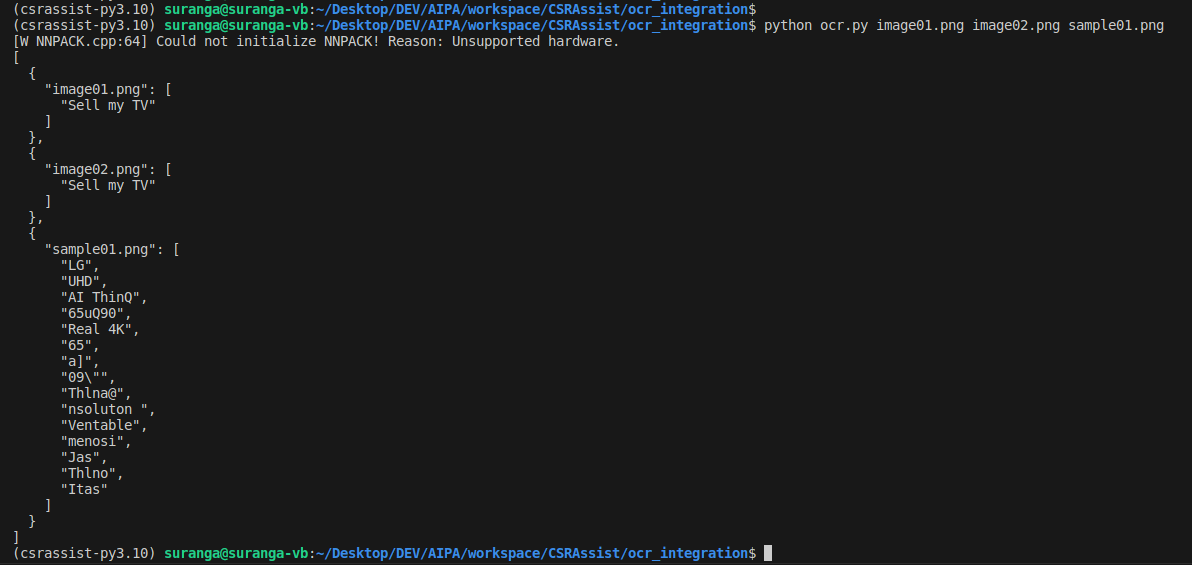 (csrassist-py3.10) suranga@suranga-vb:~/Desktop/DEV/AIPA/workspace/CSRAssist/ocr_integration$
(csrassist-py3.10) suranga@suranga-vb:~/Desktop/DEV/AIPA/workspace/CSRAssist/ocr_integration$ python ocr.py image01.png image02.png sample01.png
[W NNPACK.cpp:64] Could not initialize NNPACK! Reason: Unsupported hardware.
[
  {
    "image01.png": [
      "Sell my TV"
    ]
  },
  {
    "image02.png": [
      "Sell my TV"
    ]
  },
  {
    "sample01.png": [
      "LG",
      "UHD",
      "AI ThinQ",
      "65uQ90",
      "Real 4K",
      "65",
      "a]",
      "09\"",
      "Thlna@",
      "nsoluton ",
      "Ventable",
      "menosi",
      "Jas",
      "Thlno",
      "Itas"
    ]
  }
]
(csrassist-py3.10) suranga@suranga-vb:~/Desktop/DEV/AIPA/workspace/CSRAssist/ocr_integration$